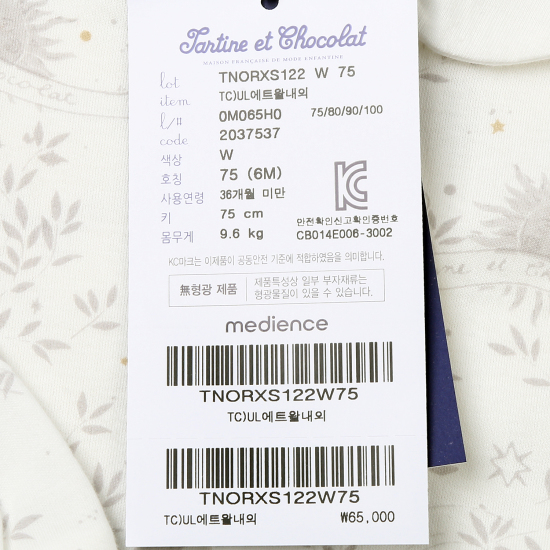 Tartine et Chocolat
MAISON FRANÇAISE DE MODE ENFANTINE
lot TNORXS122 W 75
item TC)UL에트왈내의
l/# 0M065H0 75/80/90/100
code 2037537
색상 W
호칭 75 (6M)
사용연령 36개월 미만
키 75 cm
몸무게 9.6 kg
안전확인신고확인증번호
CB014E006-3002
KC마크는 이제품이 공동안전 기준에 적합하였음을 의미합니다.
無형광 제품
제품특성상 일부 부자재류는
형광물질이 있을 수 있습니다.
medience
TNORXS122W75
TC)UL에트왈내의
TNORXS122W75
TC)UL에트왈내의 ₩65,000